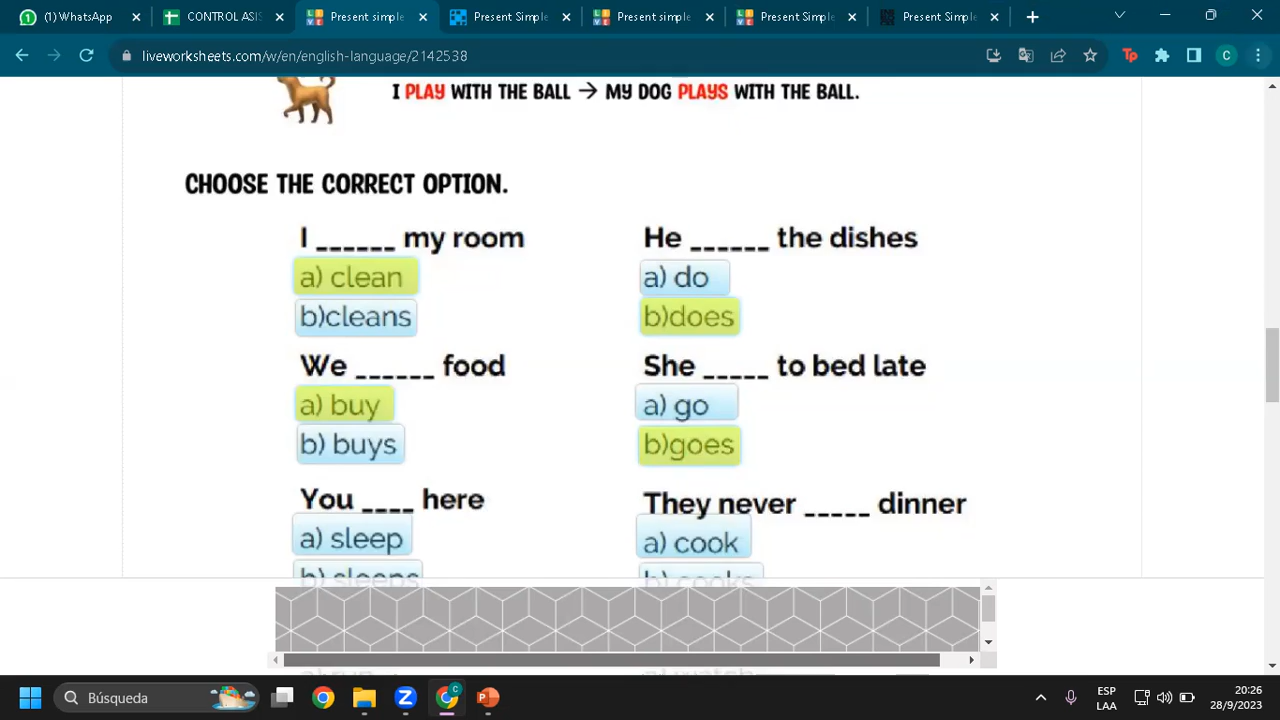 (1) WhatsApp
CONTROL ASI
Present simple
Present Simple
Present simple
Present simple
Present Simple
liveworksheets.com/w/en/english-language/2142538
I PLAY WITH THE BALL → MY DOG PLAYS WITH THE BALL.
CHOOSE THE CORRECT OPTION.
I ______ my room
a) clean
b)cleans
He ______ the dishes
a) do
b)does
We ______ food
a) buy
b) buys
She _____ to bed late
a) go
b)goes
You ____ here
a) sleep
b) sleeps
They never _____ dinner
a) cook
b) cooks
Búsqueda
ESP
LAA
20:26
28/9/2023